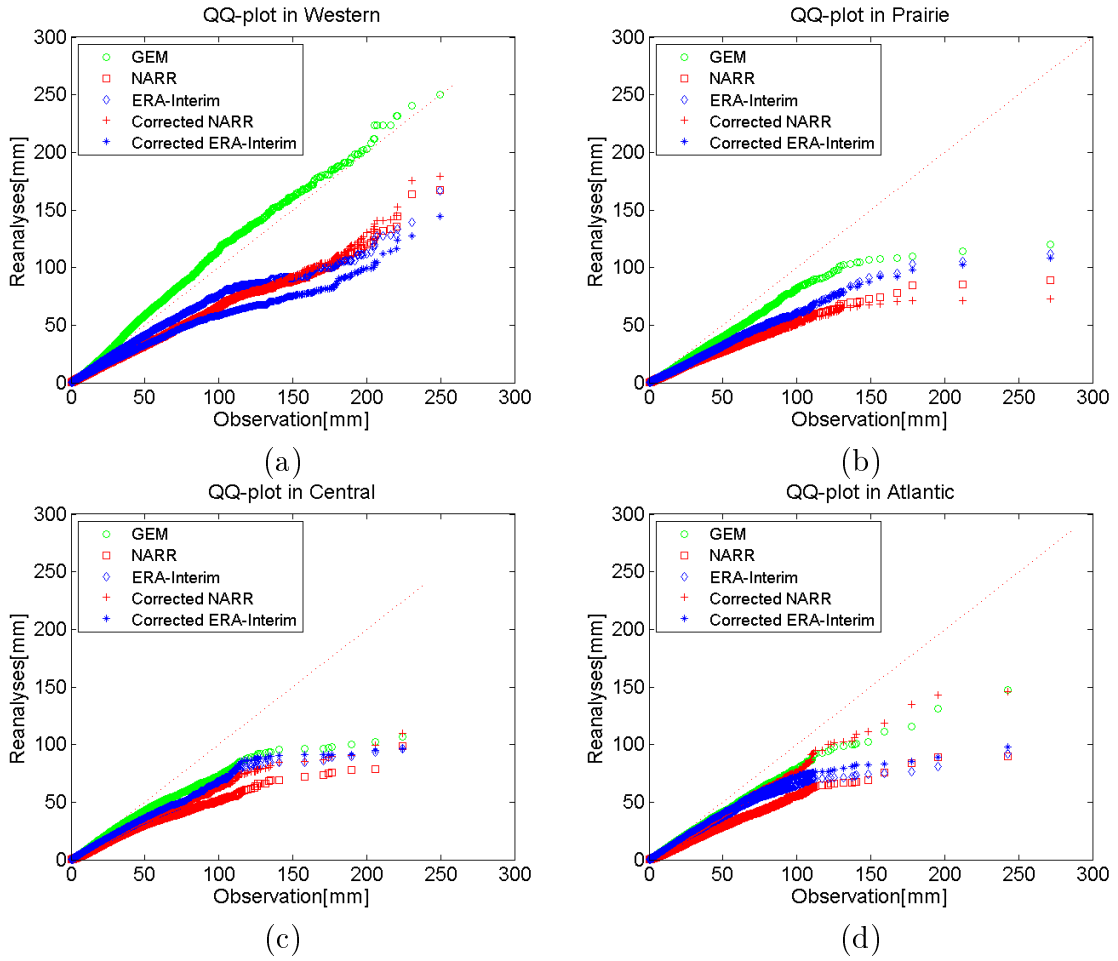 QQ-plot in Western
300
250
200
150
100
50
0
Reanalyses[mm]
GEM
NARR
ERA-Interim
Corrected NARR
Corrected ERA-Interim
0 50 100 150 200 250 300
Observation[mm]
(a)
QQ-plot in Prairie
300
250
200
150
100
50
0
Reanalyses[mm]
GEM
NARR
ERA-Interim
Corrected NARR
Corrected ERA-Interim
0 50 100 150 200 250 300
Observation[mm]
(b)
QQ-plot in Central
300
250
200
150
100
50
0
Reanalyses[mm]
GEM
NARR
ERA-Interim
Corrected NARR
Corrected ERA-Interim
0 50 100 150 200 250 300
Observation[mm]
(c)
QQ-plot in Atlantic
300
250
200
150
100
50
0
Reanalyses[mm]
GEM
NARR
ERA-Interim
Corrected NARR
Corrected ERA-Interim
0 50 100 150 200 250 300
Observation[mm]
(d)